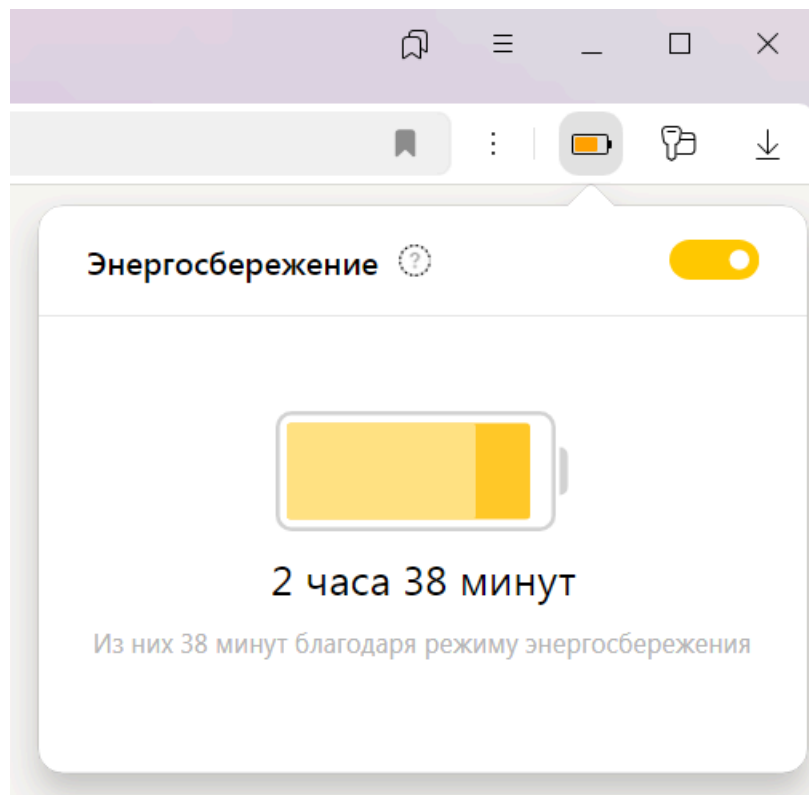 Энергосбережение ?
2 часа 38 минут
Из них 38 минут благодаря режиму энергосбережения